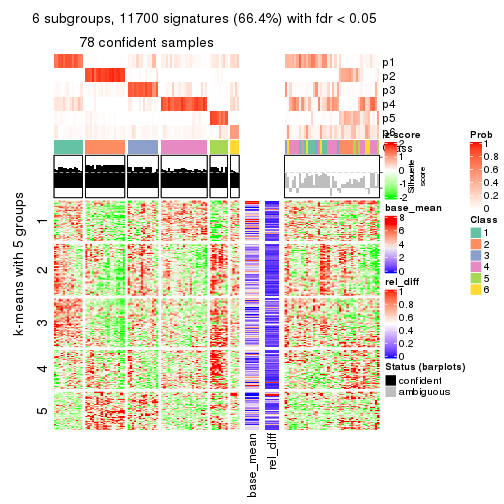 6 subgroups, 11700 signatures (66.4%) with fdr < 0.05
78 confident samples
p1
p2
p3
p4
p5
p6
Class
z_score
2
1
0
-1
-2
Silhouette
score
base_mean
8
6
4
2
0
rel_diff
1
0.8
0.6
0.4
0.2
0
Status (barplots)
confident
ambiguous
Prob
1
0.8
0.6
0.4
0.2
0
Class
1
2
3
4
5
6
k-means with 5 groups
1
2
3
4
5
base_mean
rel_diff